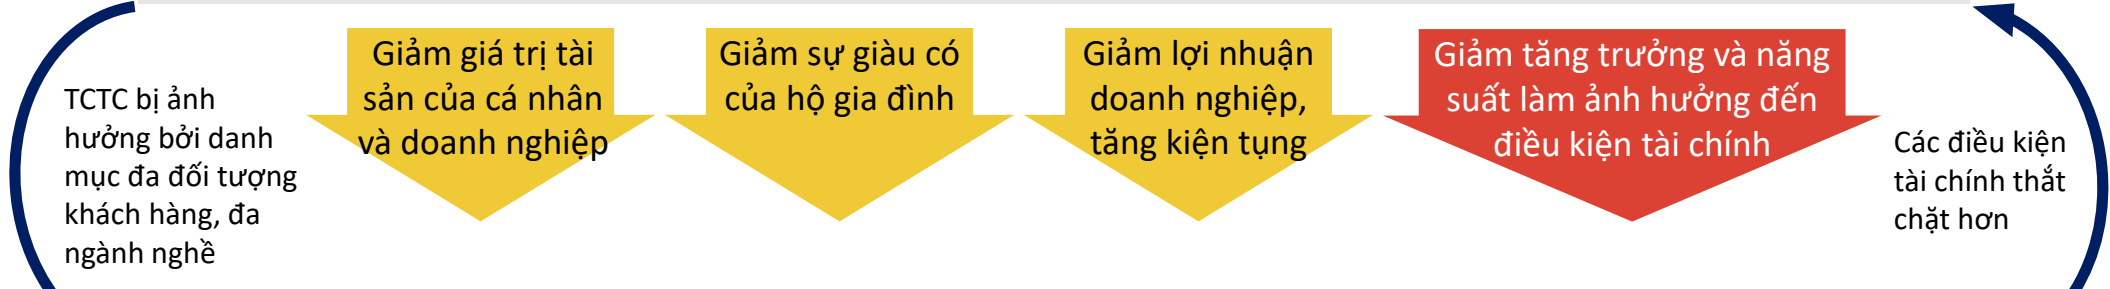 TCTC bị ảnh
hưởng bởi danh
mục đa đối tượng
khách hàng, đa
ngành nghề
Giảm giá trị tài
sản của cá nhân
và doanh nghiệp
Giảm sự giàu có
của hộ gia đình
Giảm lợi nhuận
doanh nghiệp,
tăng kiện tụng
Giảm tăng trưởng và năng
suất làm ảnh hưởng đến
điều kiện tài chính
Các điều kiện
tài chính thắt
chặt hơn